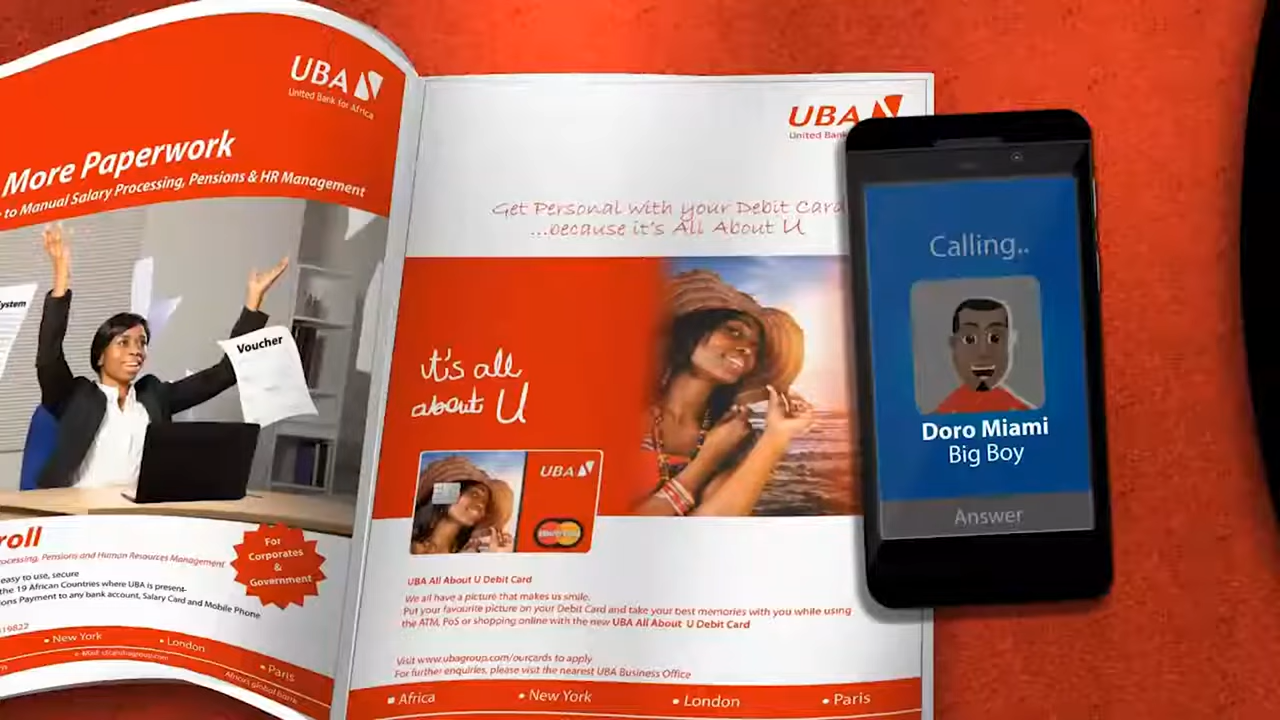 UBA
United Bank for Africa
More Paperwork
to Manual Salary Processing, Pensions & HR Management
System
Voucher
roll
Processing, Pensions and Human Resources Management
easy to use, secure
the 19 African Countries where UBA is present-
ions Payment to any bank account, Salary Card and Mobile Phone
19822
For
Corporates
&
Government
• New York
• London
• Paris
Africa's global bank
UBA
United Bank
Get Personal with your Debit Card
...because it's All About U
it's all
about U
UBA
UBA All About U Debit Card
We all have a picture that makes us smile.
Put your favourite picture on your Debit Card and take your best memories with you while using
the ATM, PoS or shopping online with the new UBA All About U Debit Card
Visit www.ubagroup.com/ourcards to apply
For further enquiries, please visit the nearest UBA Business Office
▪ Africa
• New York
• London
• Paris
Calling..
Doro Miami
Big Boy
Answer